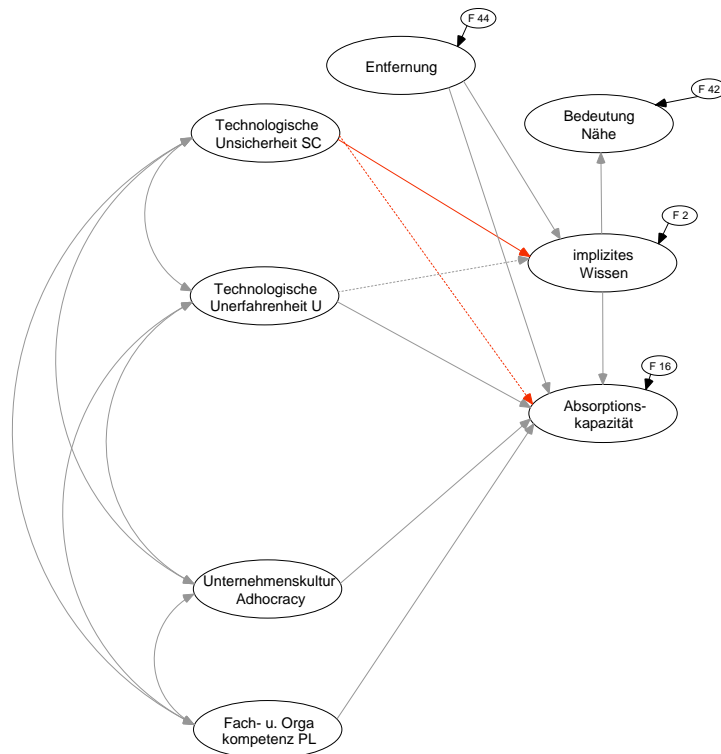 F 44
Entfernung
F 42
Bedeutung
Nähe
Technologische
Unsicherheit SC
F 2
implizites
Wissen
Technologische
Unerfahrenheit U
F 16
Absorptions-
kapazität
Unternehmenskultur
Adhocracy
Fach- u. Orga
kompetenz PL